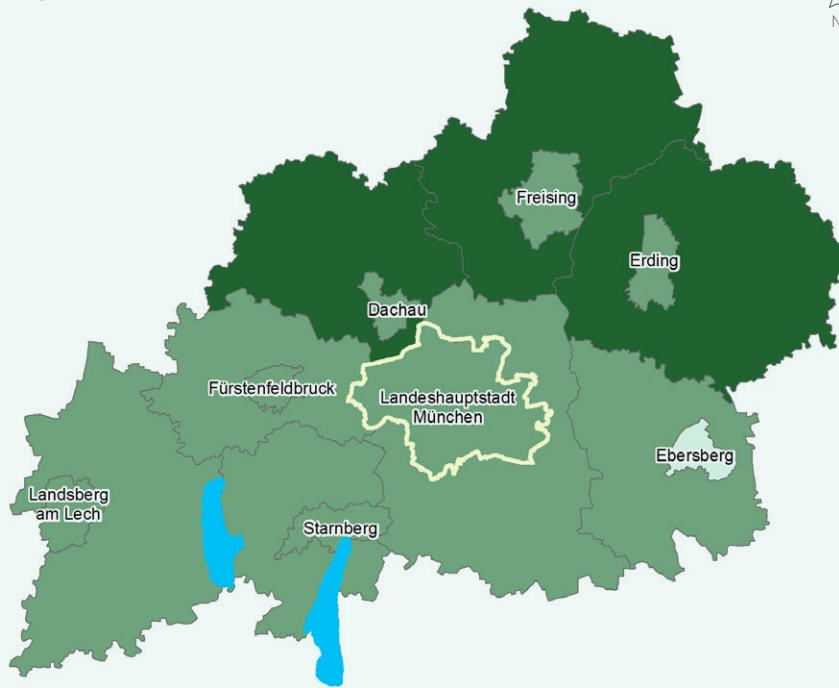 N
Freising
Erding
Dachau
Fürstenfeldbruck
Landeshauptstadt
München
Ebersberg
Landsberg
am Lech
Starnberg